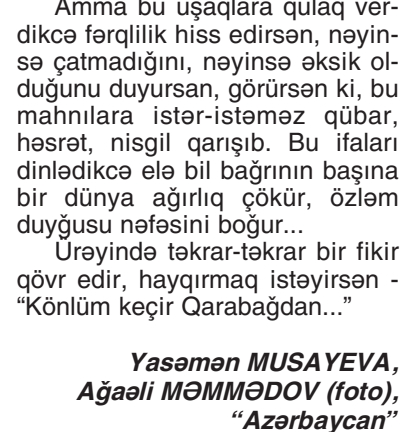 Amma bu uşaqlara qulaq ver-
dikcə fərqlilik hiss edirsən, nəyin-
sə çatmadığını, nəyinsə əksik ol-
duğunu duyursan, görürsən ki, bu
mahnılara istər-istəməz qübar,
həsrət, nisgil qarışıb. Bu ifaları
dinlədikcə elə bil bağrının başına
bir dünya ağırlıq çökür, özləm
duyğusu nəfəsini boğur...
Ürəyində təkrar-təkrar bir fikir
qövr edir, hayqırmaq istəyirsən -
“Könlüm keçir Qarabağdan...”
Yasəmən MUSAYEVA,
Ağaəli MƏMMƏDOV (foto),
“Azərbaycan”